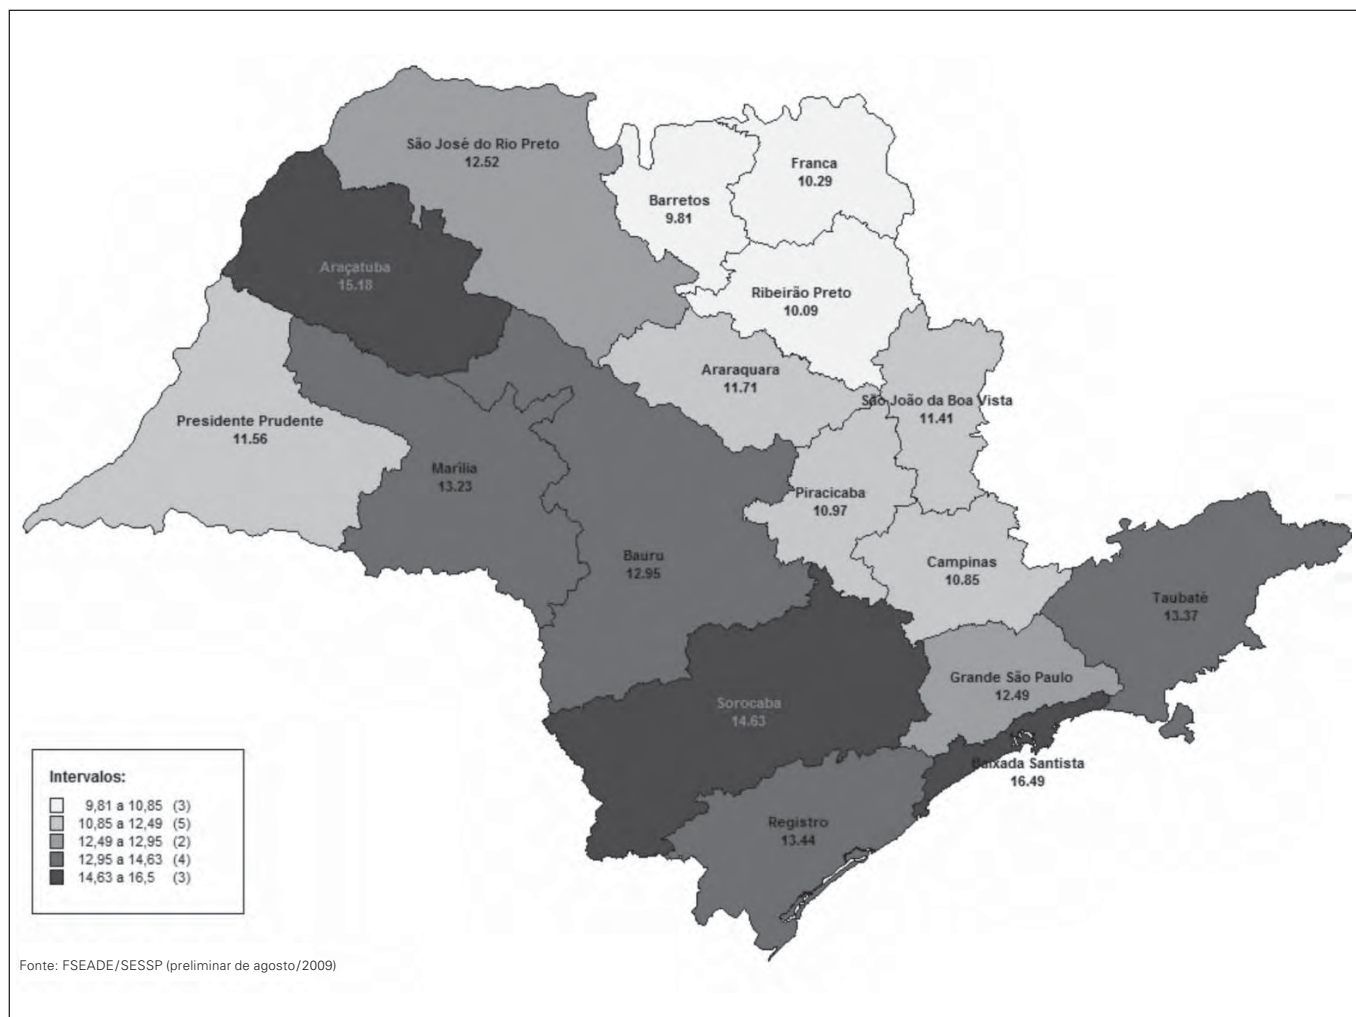 São José do Rio Preto
12.52
Franca
10.29
Barretos
9.81
Araçatuba
15.18
Ribeirão Preto
10.09
Araraquara
11.71
São João da Boa Vista
11.41
Presidente Prudente
11.56
Marília
13.23
Piracicaba
10.97
Bauru
12.95
Campinas
10.85
Taubaté
13.37
Grande São Paulo
12.49
Sorocaba
14.63
Baixada Santista
16.49
Registro
13.44
Intervalos:
9,81 a 10,85 (3)
10,85 a 12,49 (5)
12,49 a 12,95 (2)
12,95 a 14,63 (4)
14,63 a 16,5 (3)
Fonte: FSEADE/SESSP (preliminar de agosto/2009)